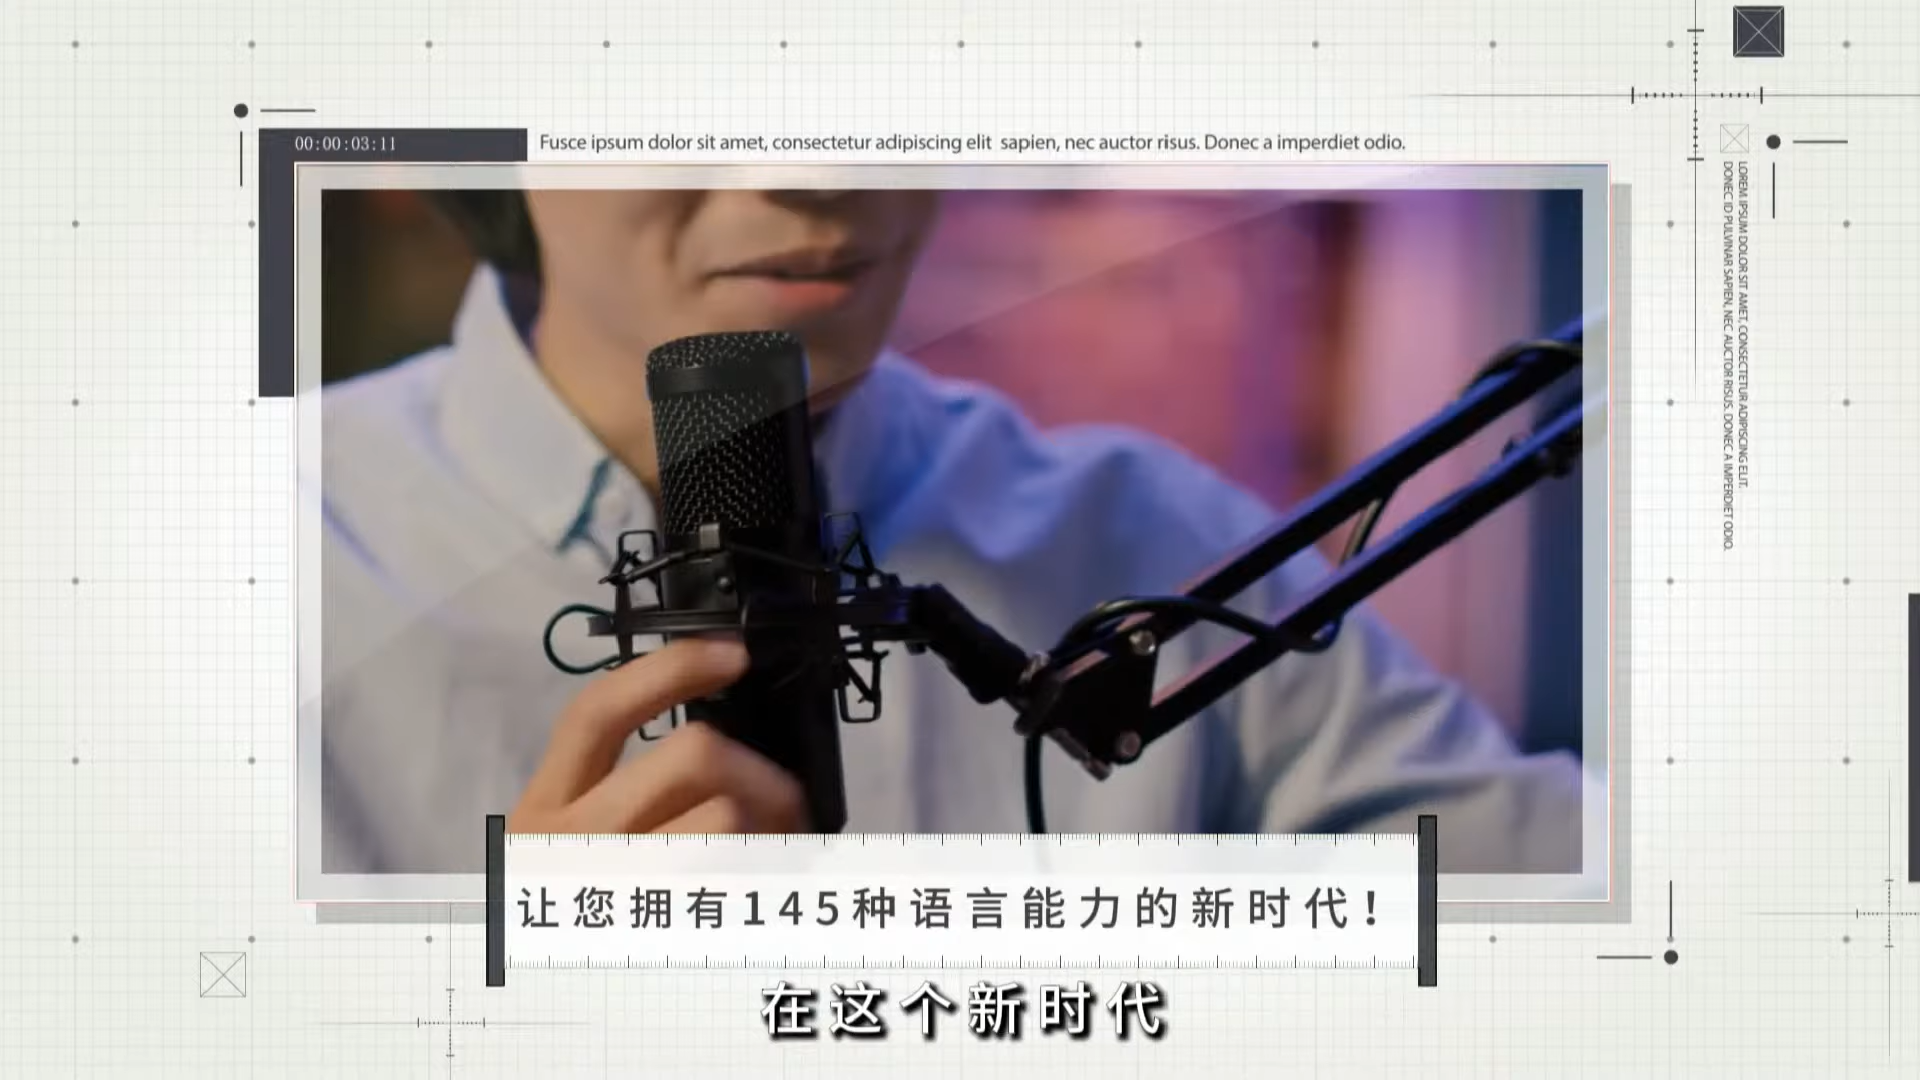 00:00:03:11
Fusce ipsum dolor sit amet, consectetur adipiscing elit sapien, nec auctor risus. Donec a imperdiet odio.
LOREM IPSUM DOLOR SIT AMET, CONSECTETUR ADIPISCING ELIT.
DONEC ID PULVINAR SAPIEN, NEC AUCTOR RISUS. DONEC A IMPERDIET ODIO.
让您拥有145种语言能力的新时代！
在这个新时代